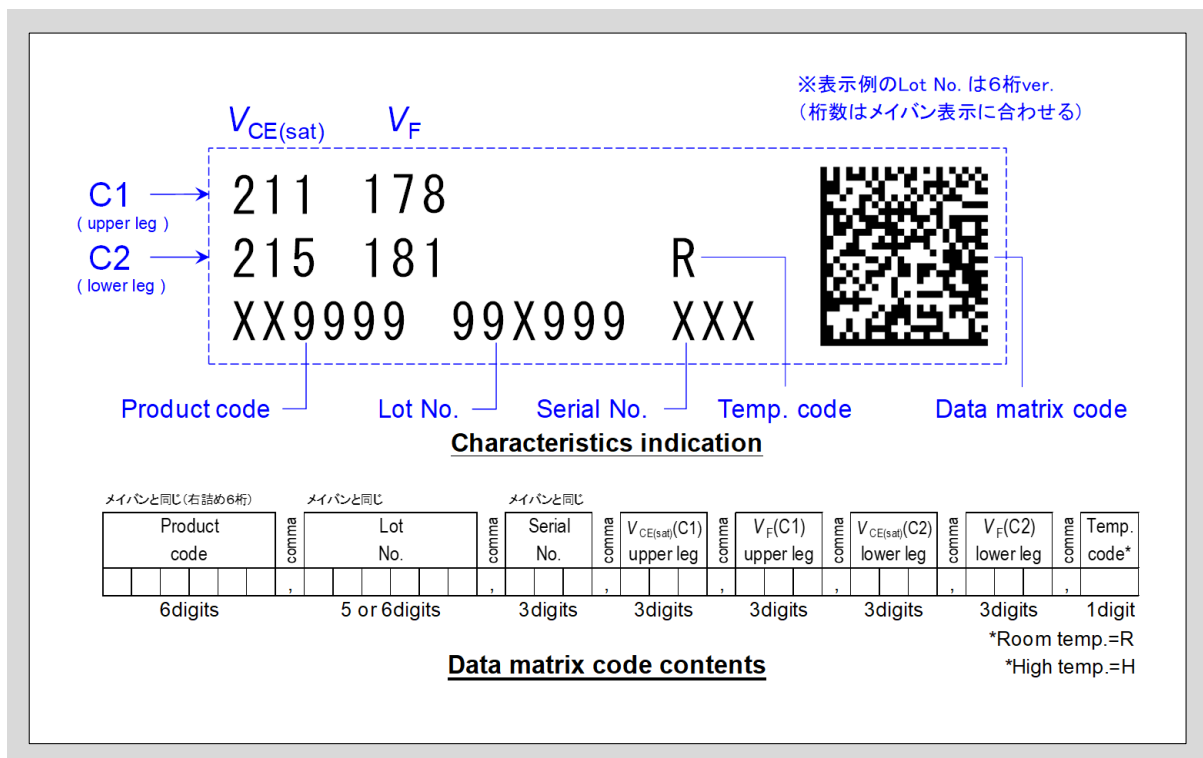 ※表示例のLot No. は6桁ver.
（桁数はメイバン表示に合わせる）
VCE(sat) VF
C1
( upper leg )
211 178
C2
( lower leg )
215 181 R
XX9999 99X999 XXX
Product code Lot No. Serial No. Temp. code Data matrix code
Characteristics indication
メイバンと同じ（右詰め6桁） メイバンと同じ メイバンと同じ
Product code comma Lot No. comma Serial No. comma VCE(sat)(C1) upper leg comma VF(C1) upper leg comma VCE(sat)(C2) lower leg comma VF(C2) lower leg comma Temp. code*
, , , , , , ,
6digits 5 or 6digits 3digits 3digits 3digits 3digits 3digits 1digit
*Room temp.=R
Data matrix code contents
*High temp.=H